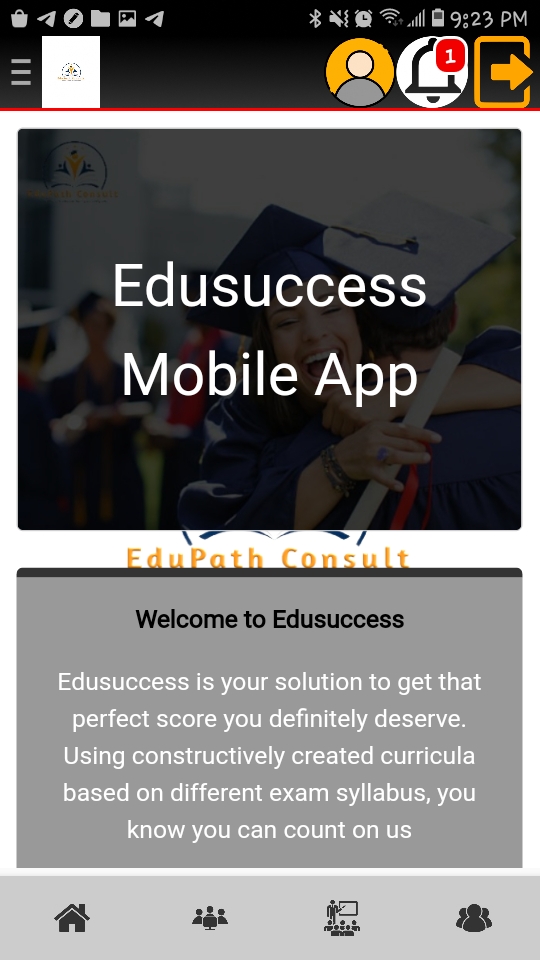 9:23 PM
1
EduPath Consult
Edusuccess
Mobile App
EduPath Consult
Welcome to Edusuccess
Edusuccess is your solution to get that
perfect score you definitely deserve.
Using constructively created curricula
based on different exam syllabus, you
know you can count on us